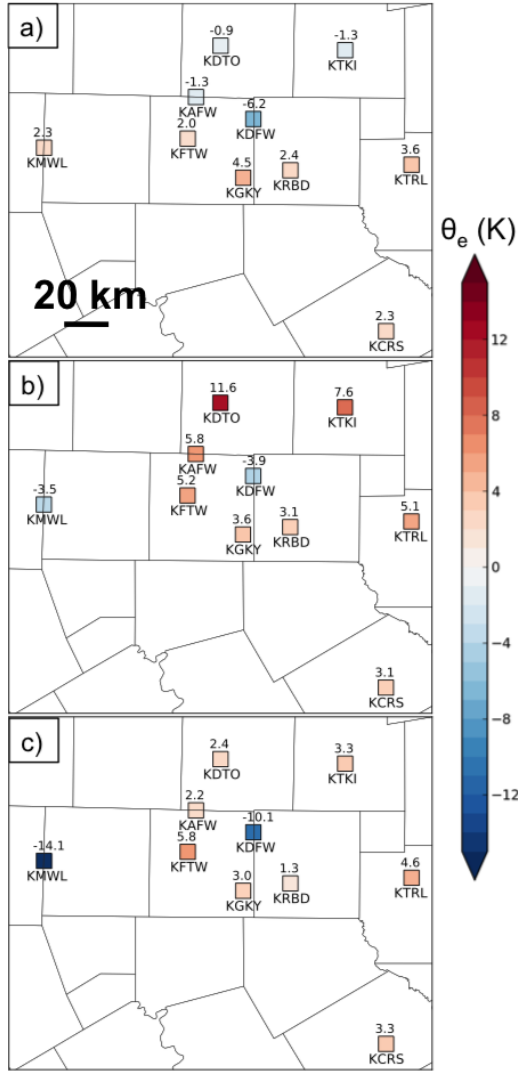 a)
-0.9
KDTO
-1.3
KTKI
-1.3
KAFW
-6.2
KDFW
2.3
KMWL
2.0
KFTW
4.5
KGKY
2.4
KRBD
3.6
KTRL
20 km
2.3
KCRS
b)
11.6
KDTO
7.6
KTKI
5.8
KAFW
-3.9
KDFW
-3.5
KMWL
5.2
KFTW
3.6
KGKY
3.1
KRBD
5.1
KTRL
3.1
KCRS
c)
2.4
KDTO
3.3
KTKI
2.2
KAFW
-10.1
KDFW
-14.1
KMWL
5.8
KFTW
3.0
KGKY
1.3
KRBD
4.6
KTRL
3.3
KCRS
θe (K)
12
8
4
0
−4
−8
−12